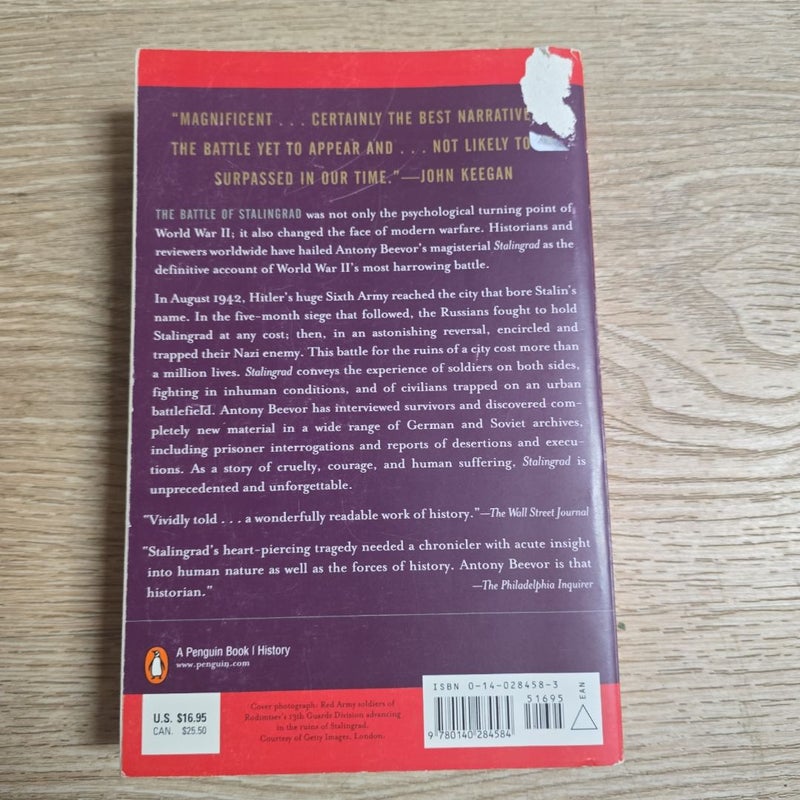 "MAGNIFICENT . . . CERTAINLY THE BEST NARRATIVE
THE BATTLE YET TO APPEAR AND . . . NOT LIKELY TO
SURPASSED IN OUR TIME."—JOHN KEEGAN
THE BATTLE OF STALINGRAD was not only the psychological turning point of
World War II; it also changed the face of modern warfare. Historians and
reviewers worldwide have hailed Antony Beevor's magisterial Stalingrad as the
definitive account of World War II's most harrowing battle.
In August 1942, Hitler's huge Sixth Army reached the city that bore Stalin's
name. In the five-month siege that followed, the Russians fought to hold
Stalingrad at any cost; then, in an astonishing reversal, encircled and
trapped their Nazi enemy. This battle for the ruins of a city cost more than
a million lives. Stalingrad conveys the experience of soldiers on both sides,
fighting in inhuman conditions, and of civilians trapped on an urban
battlefield. Antony Beevor has interviewed survivors and discovered com-
pletely new material in a wide range of German and Soviet archives,
including prisoner interrogations and reports of desertions and execu-
tions. As a story of cruelty, courage, and human suffering, Stalingrad is
unprecedented and unforgettable.
"Vividly told . . . a wonderfully readable work of history."—The Wall Street Journal
"Stalingrad's heart-piercing tragedy needed a chronicler with acute insight
into human nature as well as the forces of history. Antony Beevor is that
historian."
—The Philadelphia Inquirer
A Penguin Book | History
www.penguin.com
U.S. $16.95
CAN. $25.50
Cover photograph: Red Army soldiers of
Rodimtsev's 13th Guards Division advancing
in the ruins of Stalingrad.
Courtesy of Getty Images, London.
ISBN 0-14-028458-3
51695
EAN
9 780140 284584